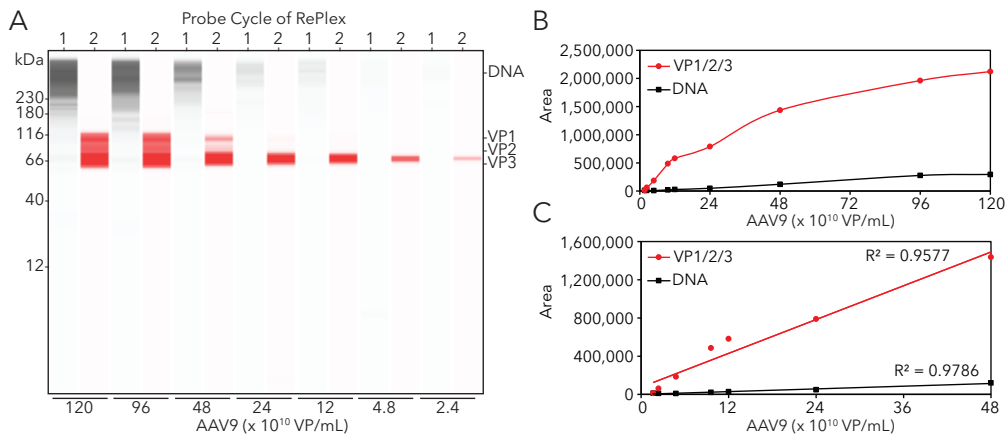 A
Probe Cycle of RePlex
1 2 1 2 1 2 1 2 1 2 1 2 1 2
kDa
230
180
116
66
40
12
DNA
VP1
VP2
VP3
120 96 48 24 12 4.8 2.4
AAV9 (x 10¹⁰ VP/mL)
B
2,500,000
2,000,000
1,500,000
1,000,000
500,000
0
Area
VP1/2/3
DNA
0 24 48 72 96 120
AAV9 (x 10¹⁰ VP/mL)
C
1,600,000
1,200,000
800,000
400,000
0
Area
VP1/2/3
DNA
R² = 0.9577
R² = 0.9786
0 12 24 36 48
AAV9 (x 10¹⁰ VP/mL)